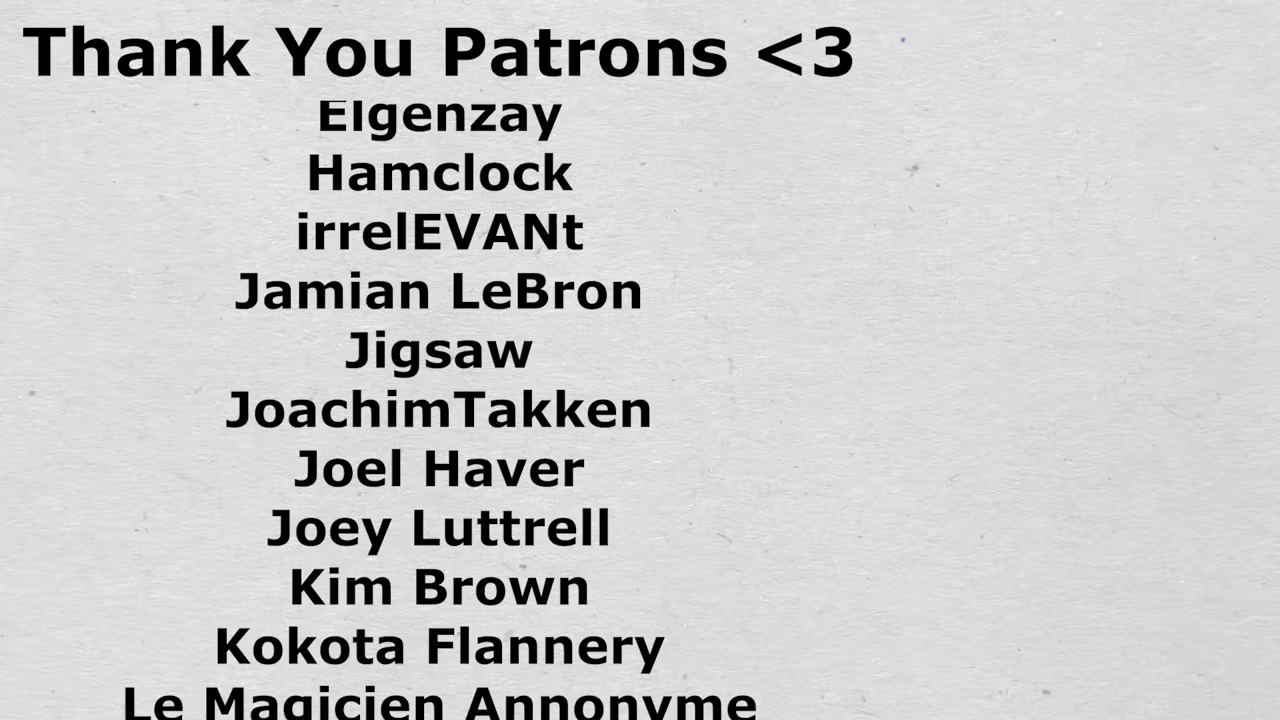 Thank You Patrons <3
Elgenzay
Hamclock
irrelEVANt
Jamian LeBron
Jigsaw
JoachimTakken
Joel Haver
Joey Luttrell
Kim Brown
Kokota Flannery
Le Magicien Annonyme